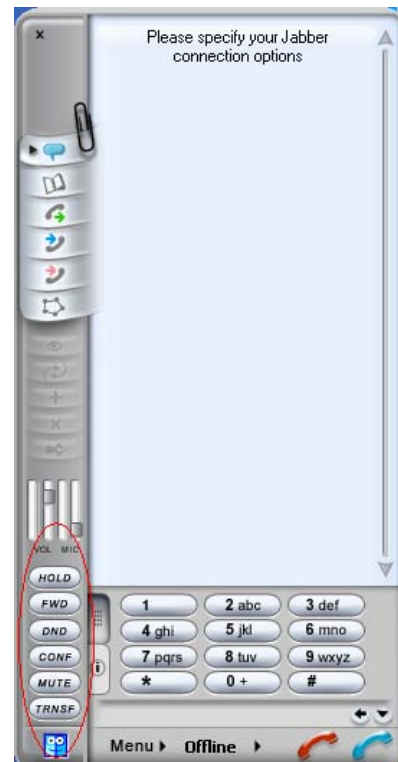 x
Please specify your Jabber
connection options
VOL MIC
HOLD
FWD
DND
CONF
MUTE
TRNSF
1
2 abc
3 def
4 ghi
5 jkl
6 mno
7 pqrs
8 tuv
9 wxyz
*
0 +
#
i
Menu
Offline